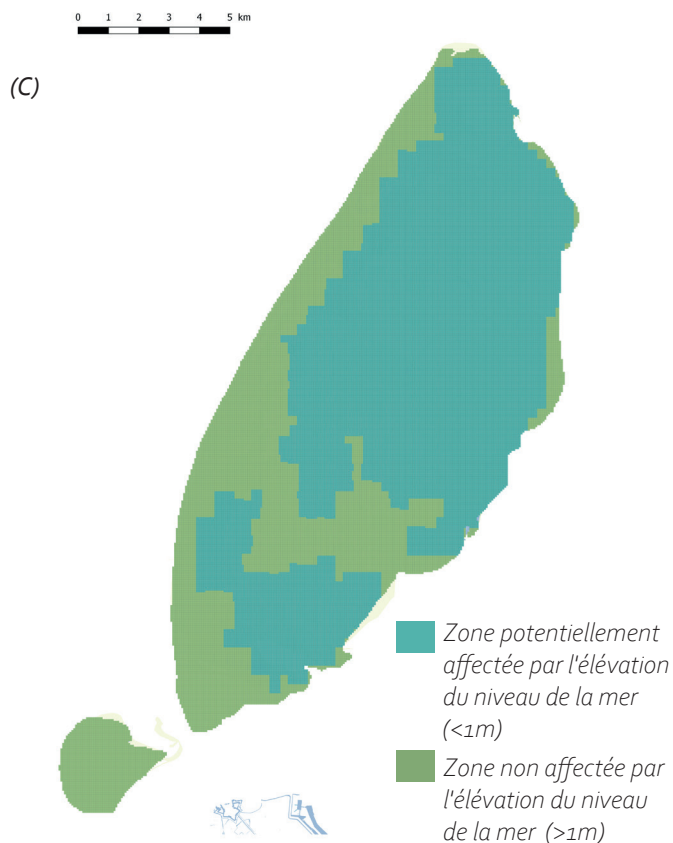 0 1 2 3 4 5 km
(C)
Zone potentiellement
affectée par l'élévation
du niveau de la mer
(<1m)
Zone non affectée par
l'élévation du niveau
de la mer (>1m)